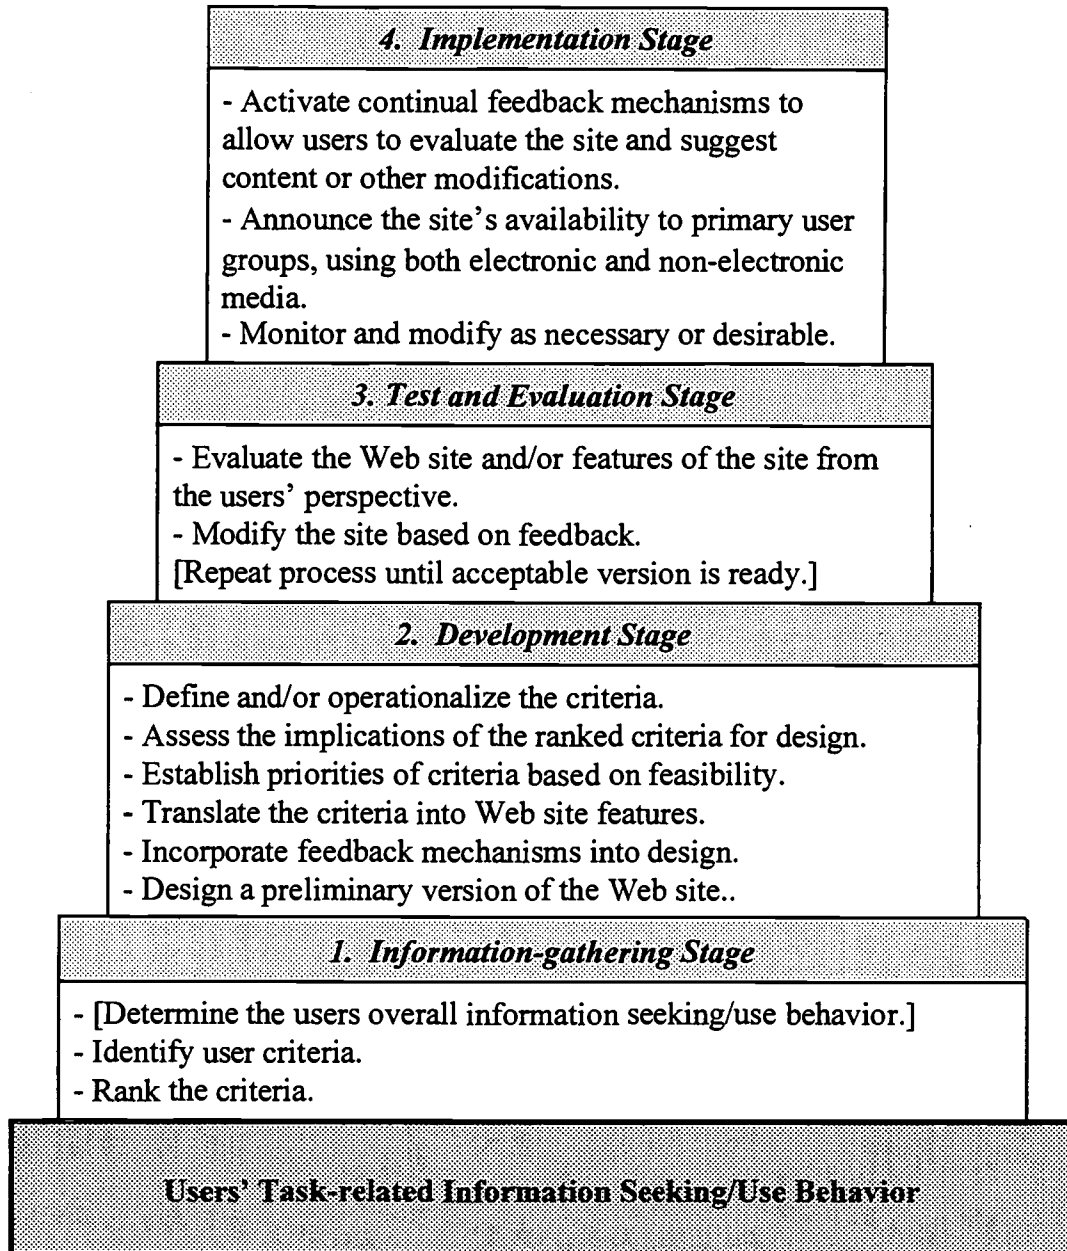 4. Implementation Stage
- Activate continual feedback mechanisms to
allow users to evaluate the site and suggest
content or other modifications.
- Announce the site's availability to primary user
groups, using both electronic and non-electronic
media.
- Monitor and modify as necessary or desirable.
3. Test and Evaluation Stage
- Evaluate the Web site and/or features of the site from
the users' perspective.
- Modify the site based on feedback.
[Repeat process until acceptable version is ready.]
2. Development Stage
- Define and/or operationalize the criteria.
- Assess the implications of the ranked criteria for design.
- Establish priorities of criteria based on feasibility.
- Translate the criteria into Web site features.
- Incorporate feedback mechanisms into design.
- Design a preliminary version of the Web site..
1. Information-gathering Stage
- [Determine the users overall information seeking/use behavior.]
- Identify user criteria.
- Rank the criteria.
Users' Task-related Information Seeking/Use Behavior